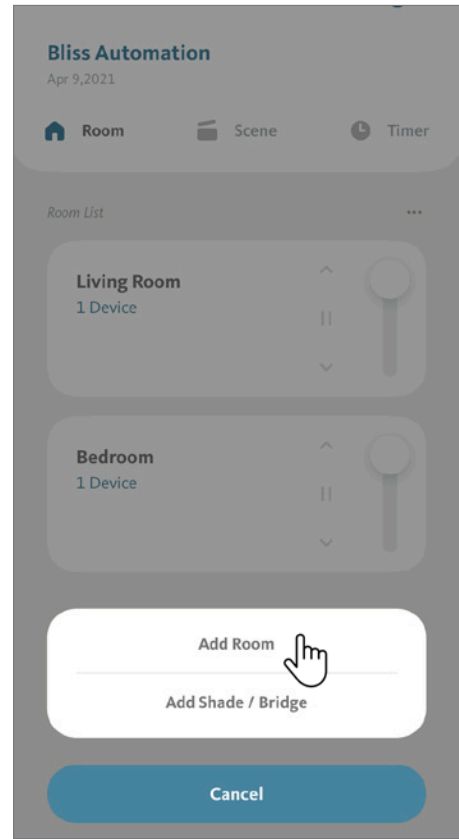 Bliss Automation
Apr 9,2021
Room Scene Timer
Room List
Living Room
1 Device
Bedroom
1 Device
Add Room
Add Shade / Bridge
Cancel